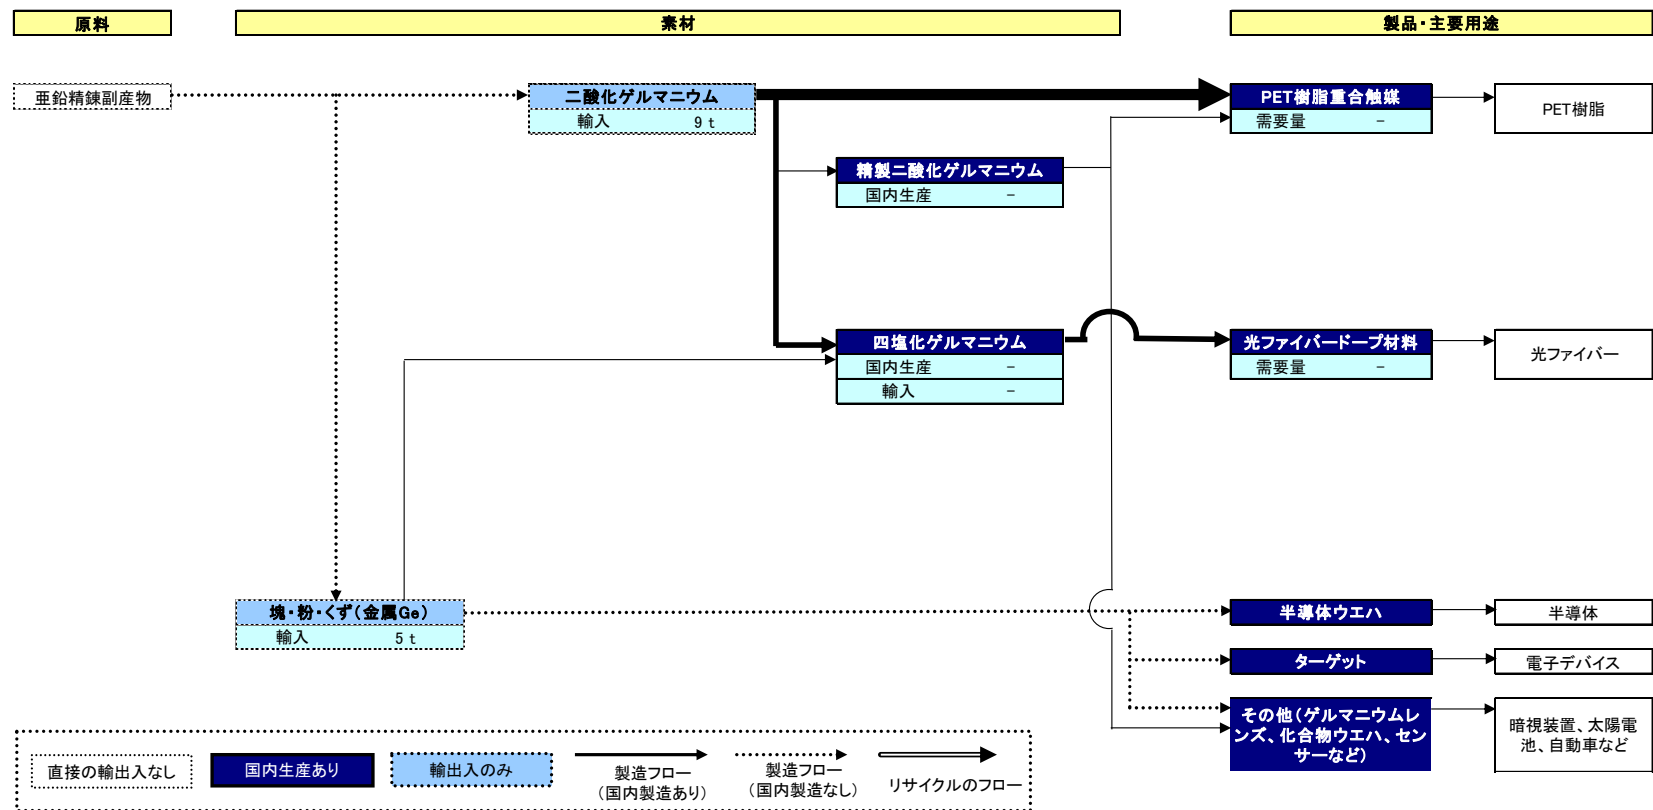 原料
素材
製品・主要用途
亜鉛精錬副産物
二酸化ゲルマニウム
輸入 9 t
PET樹脂重合触媒
需要量 -
PET樹脂
精製二酸化ゲルマニウム
国内生産 -
四塩化ゲルマニウム
国内生産 -
輸入 -
光ファイバードープ材料
需要量 -
光ファイバー
塊・粉・くず(金属Ge)
輸入 5 t
半導体ウエハ
半導体
ターゲット
電子デバイス
その他(ゲルマニウムレ
ンズ、化合物ウエハ、セン
サーなど)
暗視装置、太陽電
池、自動車など
直接の輸出入なし
国内生産あり
輸出入のみ
製造フロー
(国内製造あり)
製造フロー
(国内製造なし)
リサイクルのフロー